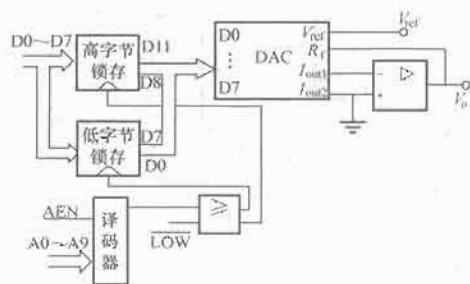 D0～D7
高字节
锁存
D11
D8
低字节
锁存
D7
D0
D0
⋮
D7
DAC
Vref
Rf
Iout1
Iout2
Vref
▷
−
+
Vo
AEN
A0～A9
译
码
器
≥
LOW